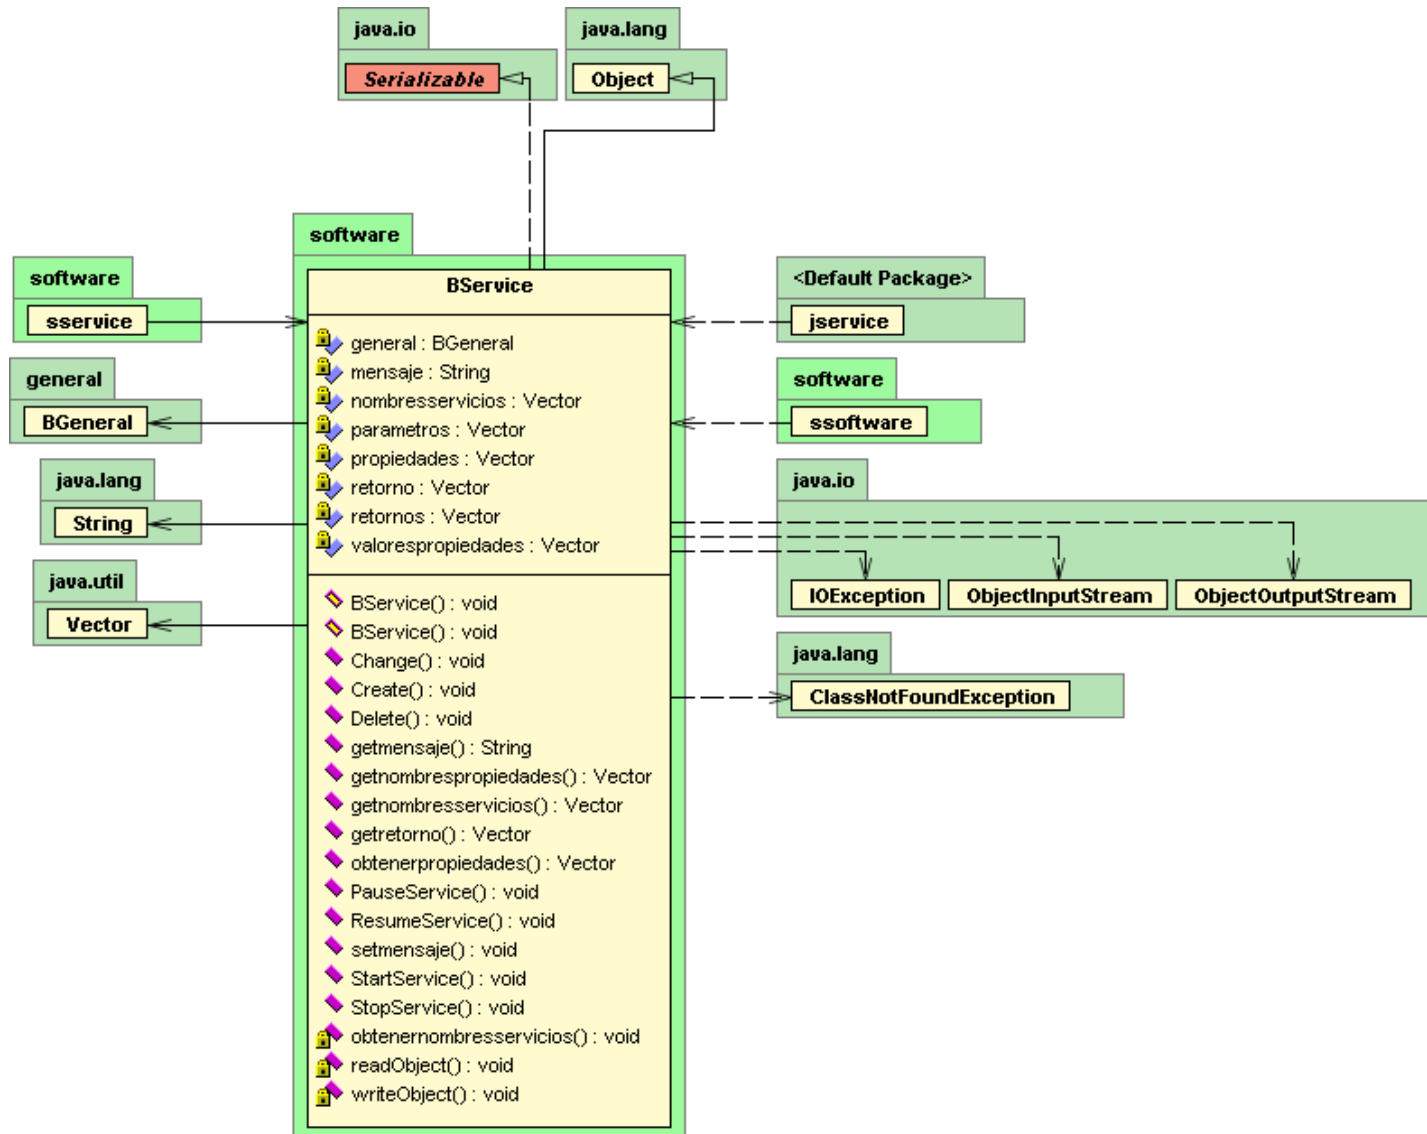 java.io
Serializable
java.lang
Object
software
BService
general : BGeneral
mensaje : String
nombresservicios : Vector
parametros : Vector
propiedades : Vector
retorno : Vector
retornos : Vector
valorespropiedades : Vector
BService() : void
BService() : void
Change() : void
Create() : void
Delete() : void
getmensaje() : String
getnombrespropiedades() : Vector
getnombresservicios() : Vector
getretorno() : Vector
obtenerpropiedades() : Vector
PauseService() : void
ResumeService() : void
setmensaje() : void
StartService() : void
StopService() : void
obtenernombresservicios() : void
readObject() : void
writeObject() : void
software
sservice
general
BGeneral
java.lang
String
java.util
Vector
<Default Package>
jservice
software
ssoftware
java.io
IOException
ObjectInputStream
ObjectOutputStream
java.lang
ClassNotFoundException